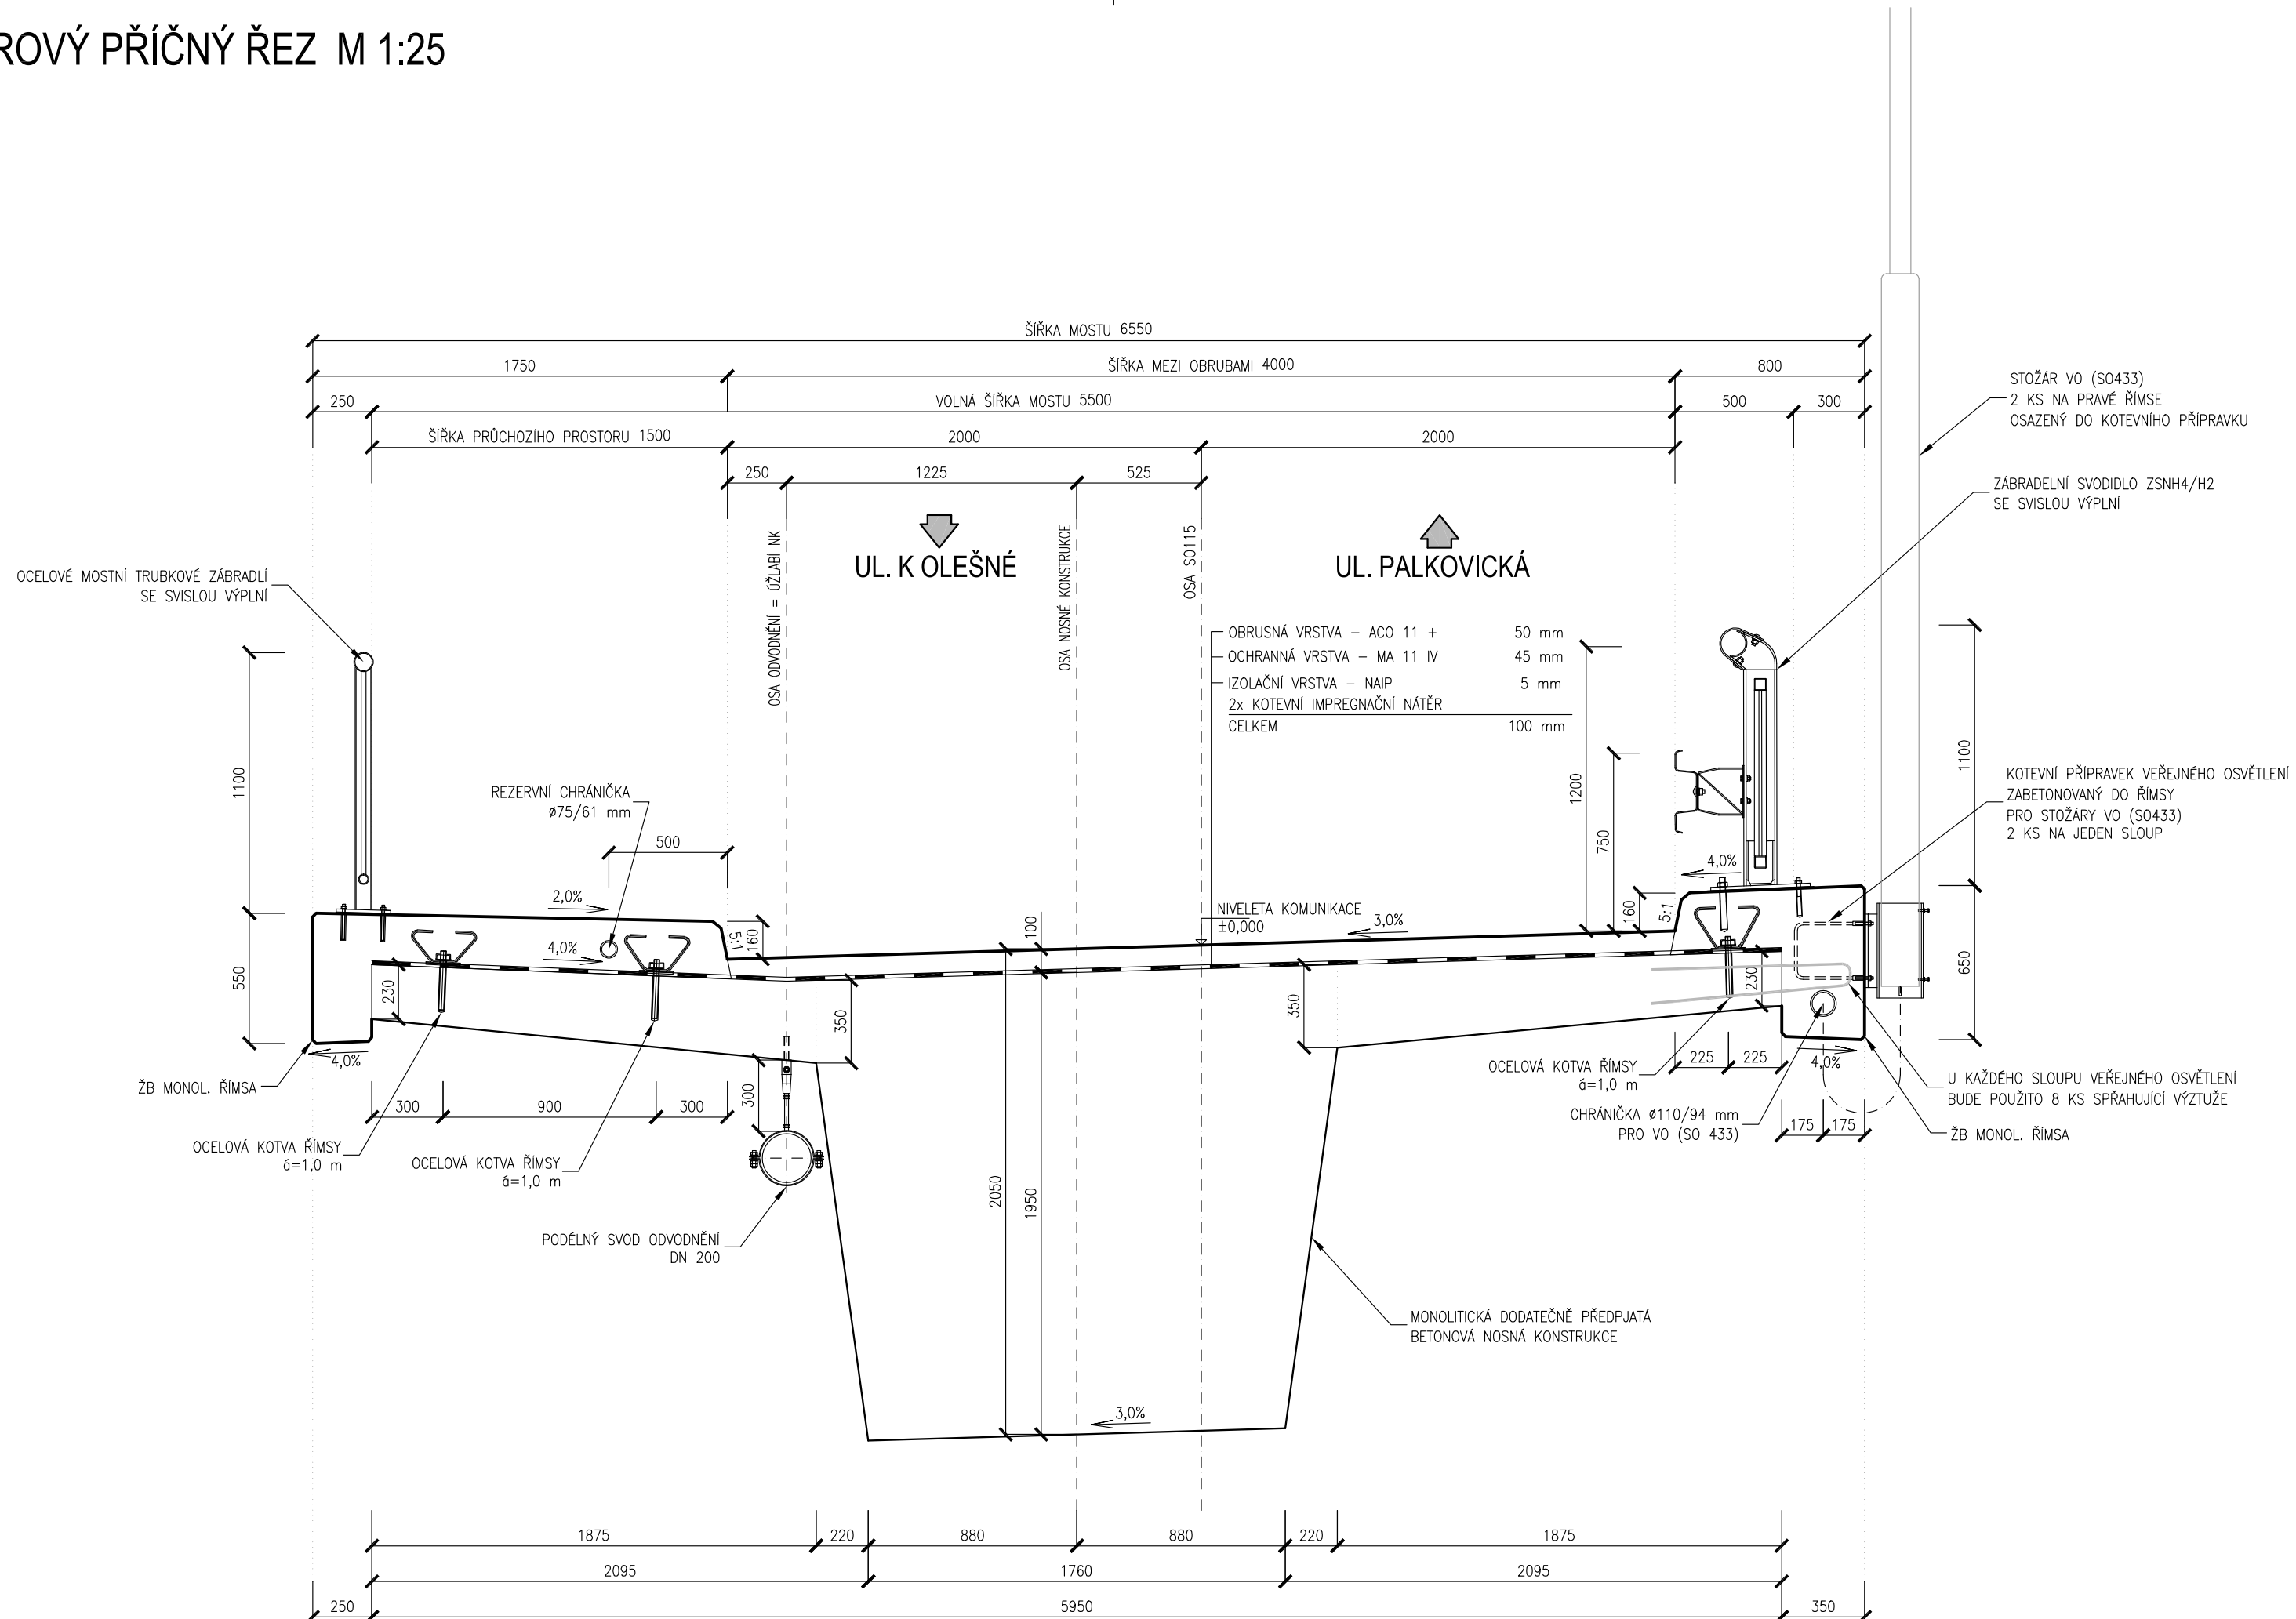 ROVÝ PŘÍČNÝ ŘEZ M 1:25
ŠÍŘKA MOSTU 6550
1750
ŠÍŘKA MEZI OBRUBAMI 4000
800
250
VOLNÁ ŠÍŘKA MOSTU 5500
500
300
ŠÍŘKA PRŮCHOZÍHO PROSTORU 1500
2000
2000
250
1225
525
STOŽÁR VO (SO433)
2 KS NA PRAVÉ ŘÍMSE
OSAZENÝ DO KOTEVNÍHO PŘÍPRAVKU
ZÁBRADELNÍ SVODIDLO ZSNH4/H2
SE SVISLOU VÝPLNÍ
OSA ODVODNĚNÍ = ÚŽLABÍ NK
UL. K OLEŠNÉ
OSA NOSNÉ KONSTRUKCE
OSA SO115
UL. PALKOVICKÁ
OCELOVÉ MOSTNÍ TRUBKOVÉ ZÁBRADLÍ
SE SVISLOU VÝPLNÍ
OBRUSNÁ VRSTVA – ACO 11 + 50 mm
OCHRANNÁ VRSTVA – MA 11 IV 45 mm
IZOLAČNÍ VRSTVA – NAIP 5 mm
2x KOTEVNÍ IMPREGNAČNÍ NÁTĚR
CELKEM 100 mm
1100
REZERVNÍ CHRÁNIČKA
ø75/61 mm
500
1200
750
1100
KOTEVNÍ PŘÍPRAVEK VEŘEJNÉHO OSVĚTLENÍ
ZABETONOVANÝ DO ŘÍMSY
PRO STOŽÁRY VO (SO433)
2 KS NA JEDEN SLOUP
4,0%
2,0%
4,0%
5:1
160
100
NIVELETA KOMUNIKACE
±0,000
3,0%
160
5:1
550
230
350
350
230
650
4,0%
ŽB MONOL. ŘÍMSA
300
900
300
300
OCELOVÁ KOTVA ŘÍMSY
á=1,0 m
OCELOVÁ KOTVA ŘÍMSY
á=1,0 m
OCELOVÁ KOTVA ŘÍMSY
á=1,0 m
225
225
4,0%
CHRÁNIČKA ø110/94 mm
PRO VO (SO 433)
175
175
U KAŽDÉHO SLOUPU VEŘEJNÉHO OSVĚTLENÍ
BUDE POUŽITO 8 KS SPŘAHUJÍCÍ VÝZTUŽE
ŽB MONOL. ŘÍMSA
PODÉLNÝ SVOD ODVODNĚNÍ
DN 200
2050
1950
MONOLITICKÁ DODATEČNĚ PŘEDPJATÁ
BETONOVÁ NOSNÁ KONSTRUKCE
3,0%
1875
220
880
880
220
1875
2095
1760
2095
250
5950
350